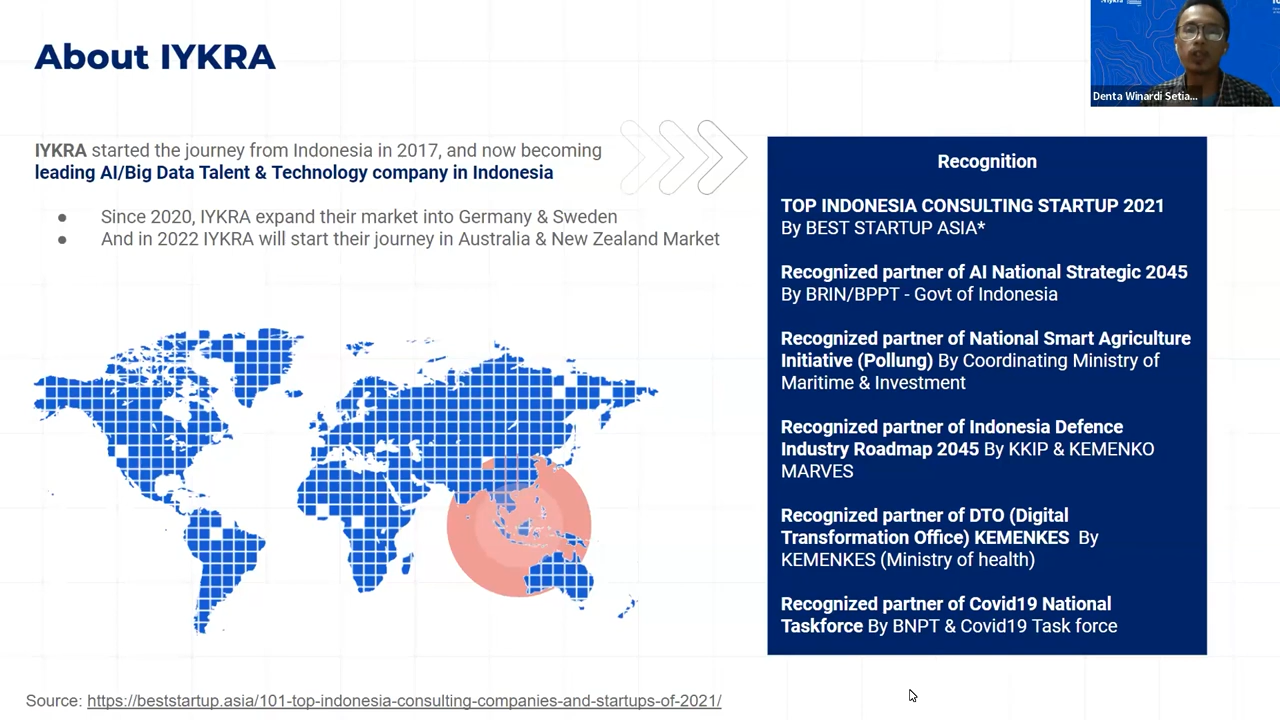 About IYKRA
Denta Winardi Setia...
IYKRA started the journey from Indonesia in 2017, and now becoming
leading AI/Big Data Talent & Technology company in Indonesia
● Since 2020, IYKRA expand their market into Germany & Sweden
● And in 2022 IYKRA will start their journey in Australia & New Zealand Market
Recognition
TOP INDONESIA CONSULTING STARTUP 2021
By BEST STARTUP ASIA*
Recognized partner of AI National Strategic 2045
By BRIN/BPPT - Govt of Indonesia
Recognized partner of National Smart Agriculture
Initiative (Pollung) By Coordinating Ministry of
Maritime & Investment
Recognized partner of Indonesia Defence
Industry Roadmap 2045 By KKIP & KEMENKO
MARVES
Recognized partner of DTO (Digital
Transformation Office) KEMENKES By
KEMENKES (Ministry of health)
Recognized partner of Covid19 National
Taskforce By BNPT & Covid19 Task force
Source: https://beststartup.asia/101-top-indonesia-consulting-companies-and-startups-of-2021/